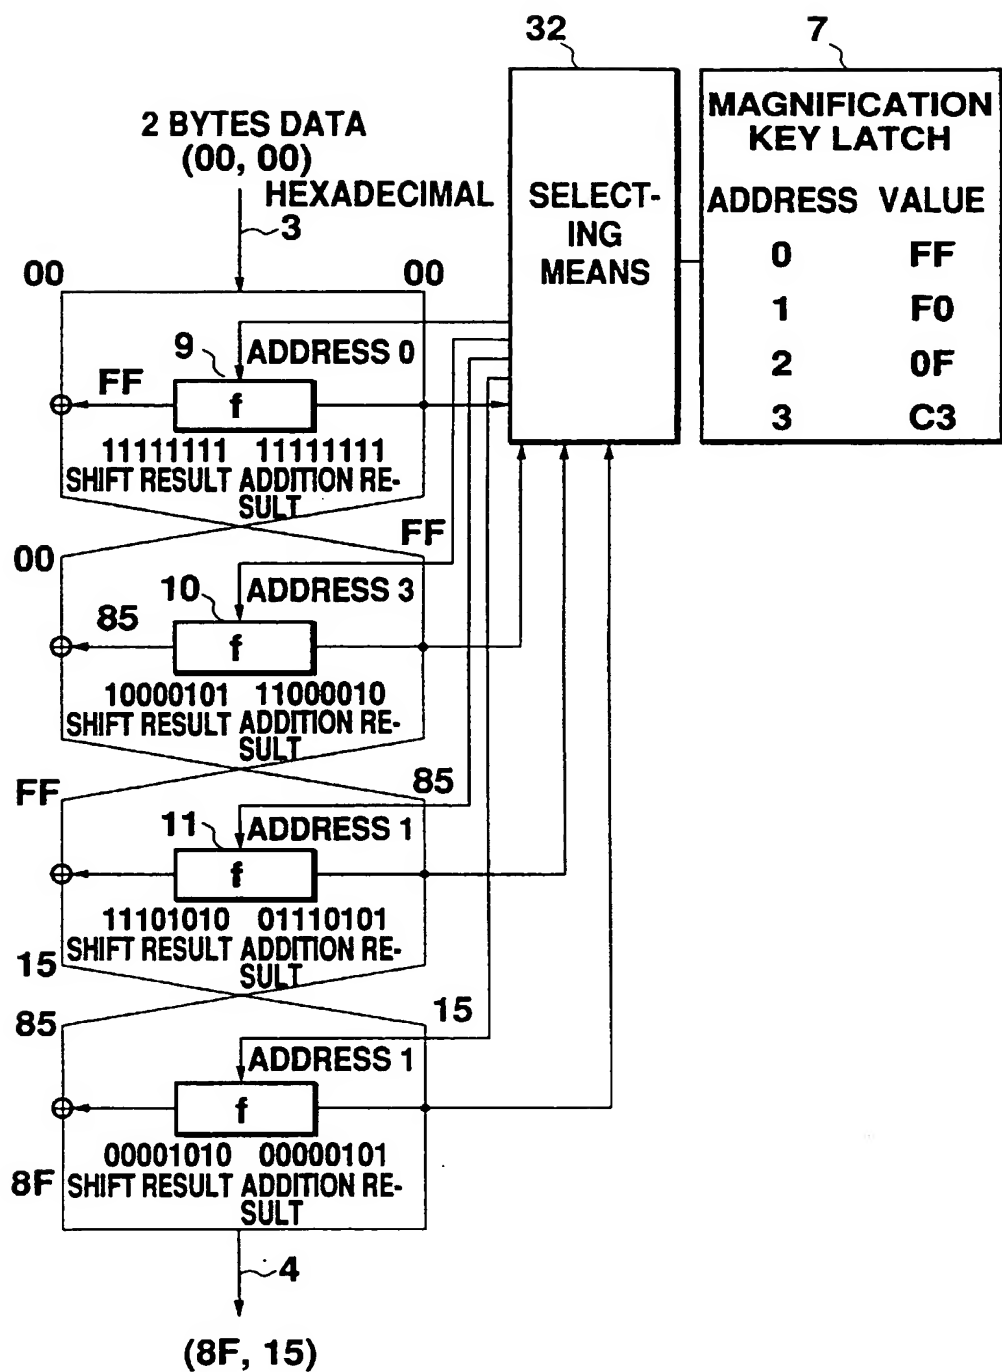 32
7
2 BYTES DATA
(00, 00)
HEXADECIMAL
3
SELECT-
ING
MEANS
MAGNIFICATION
KEY LATCH
ADDRESS VALUE
0 FF
1 F0
2 0F
3 C3
00 00
9
ADDRESS 0
FF
f
11111111 11111111
SHIFT RESULT ADDITION RE-
SULT
00 FF
10
ADDRESS 3
85
f
10000101 11000010
SHIFT RESULT ADDITION RE-
SULT
FF 85
11
ADDRESS 1
f
11101010 01110101
SHIFT RESULT ADDITION RE-
SULT
15
85 15
ADDRESS 1
f
00001010 00000101
8F SHIFT RESULT ADDITION RE-
SULT
4
(8F, 15)